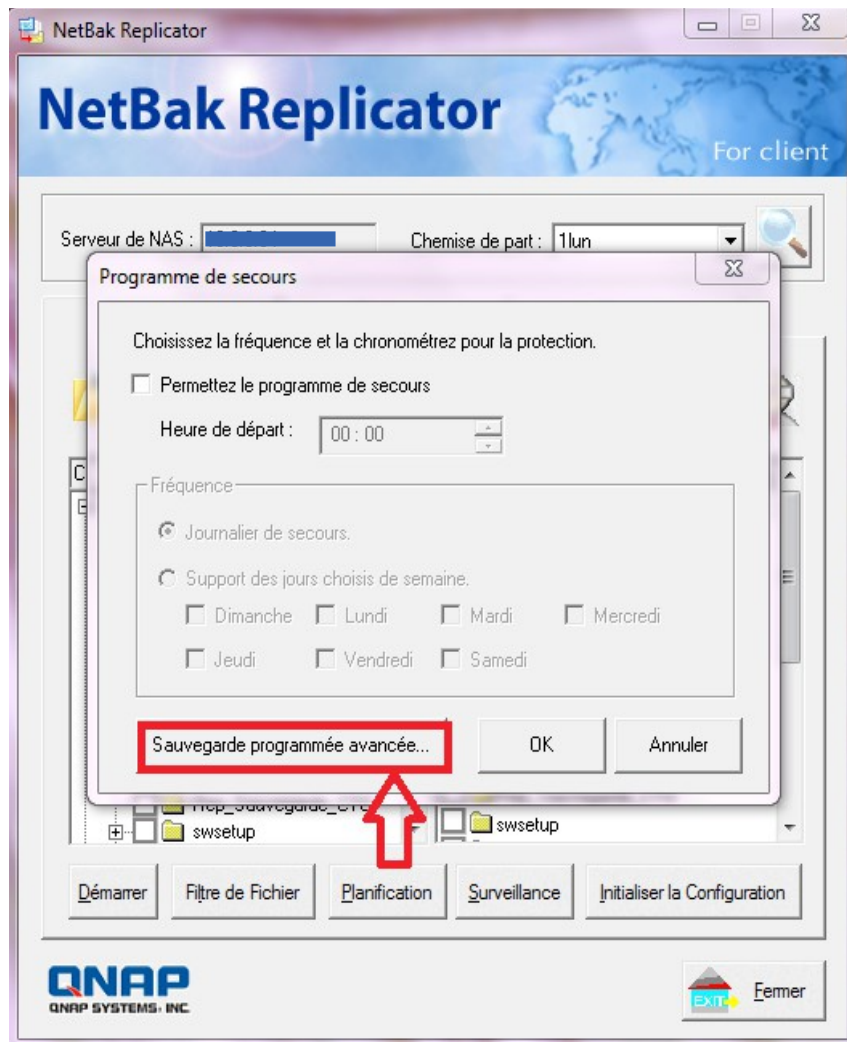 NetBak Replicator
NetBak Replicator
For client
Serveur de NAS :
Chemise de part : 1lun
Programme de secours
Choisissez la fréquence et la chronométrez pour la protection.
Permettez le programme de secours
Heure de départ : 00 : 00
Fréquence
Journalier de secours.
Support des jours choisis de semaine.
Dimanche Lundi Mardi Mercredi
Jeudi Vendredi Samedi
Sauvegarde programmée avancée... OK Annuler
swsetup swsetup
Démarrer Filtre de Fichier Planification Surveillance Initialiser la Configuration
QNAP
QNAP SYSTEMS, INC
EXIT Fermer